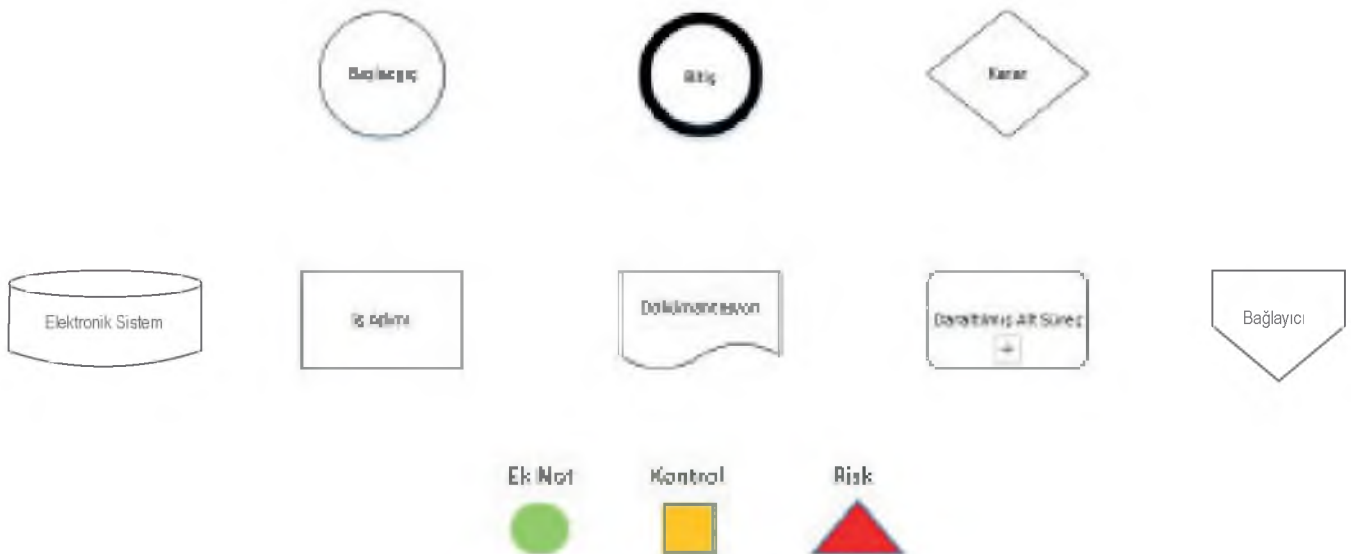 Başlangıç
Bitiş
Karar
Elektronik Sistem
İş adımı
Dokümantasyon
Daraltılmış Alt Süreç
Bağlayıcı
Ek Not
Kontrol
Risk